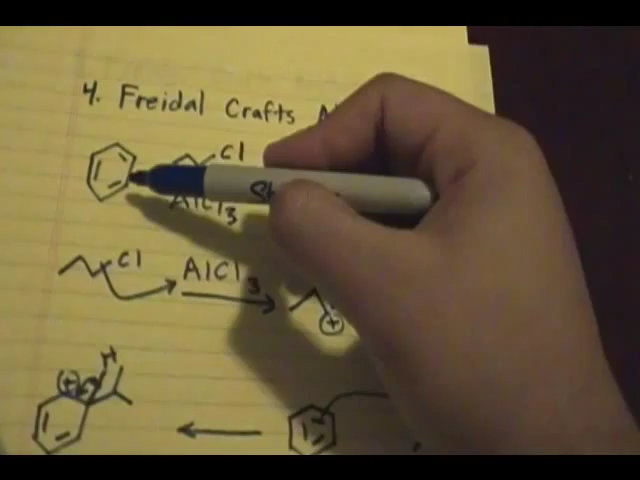 4. Freidal Crafts
Cl
AlCl3
Cl AlCl3
+
+ H